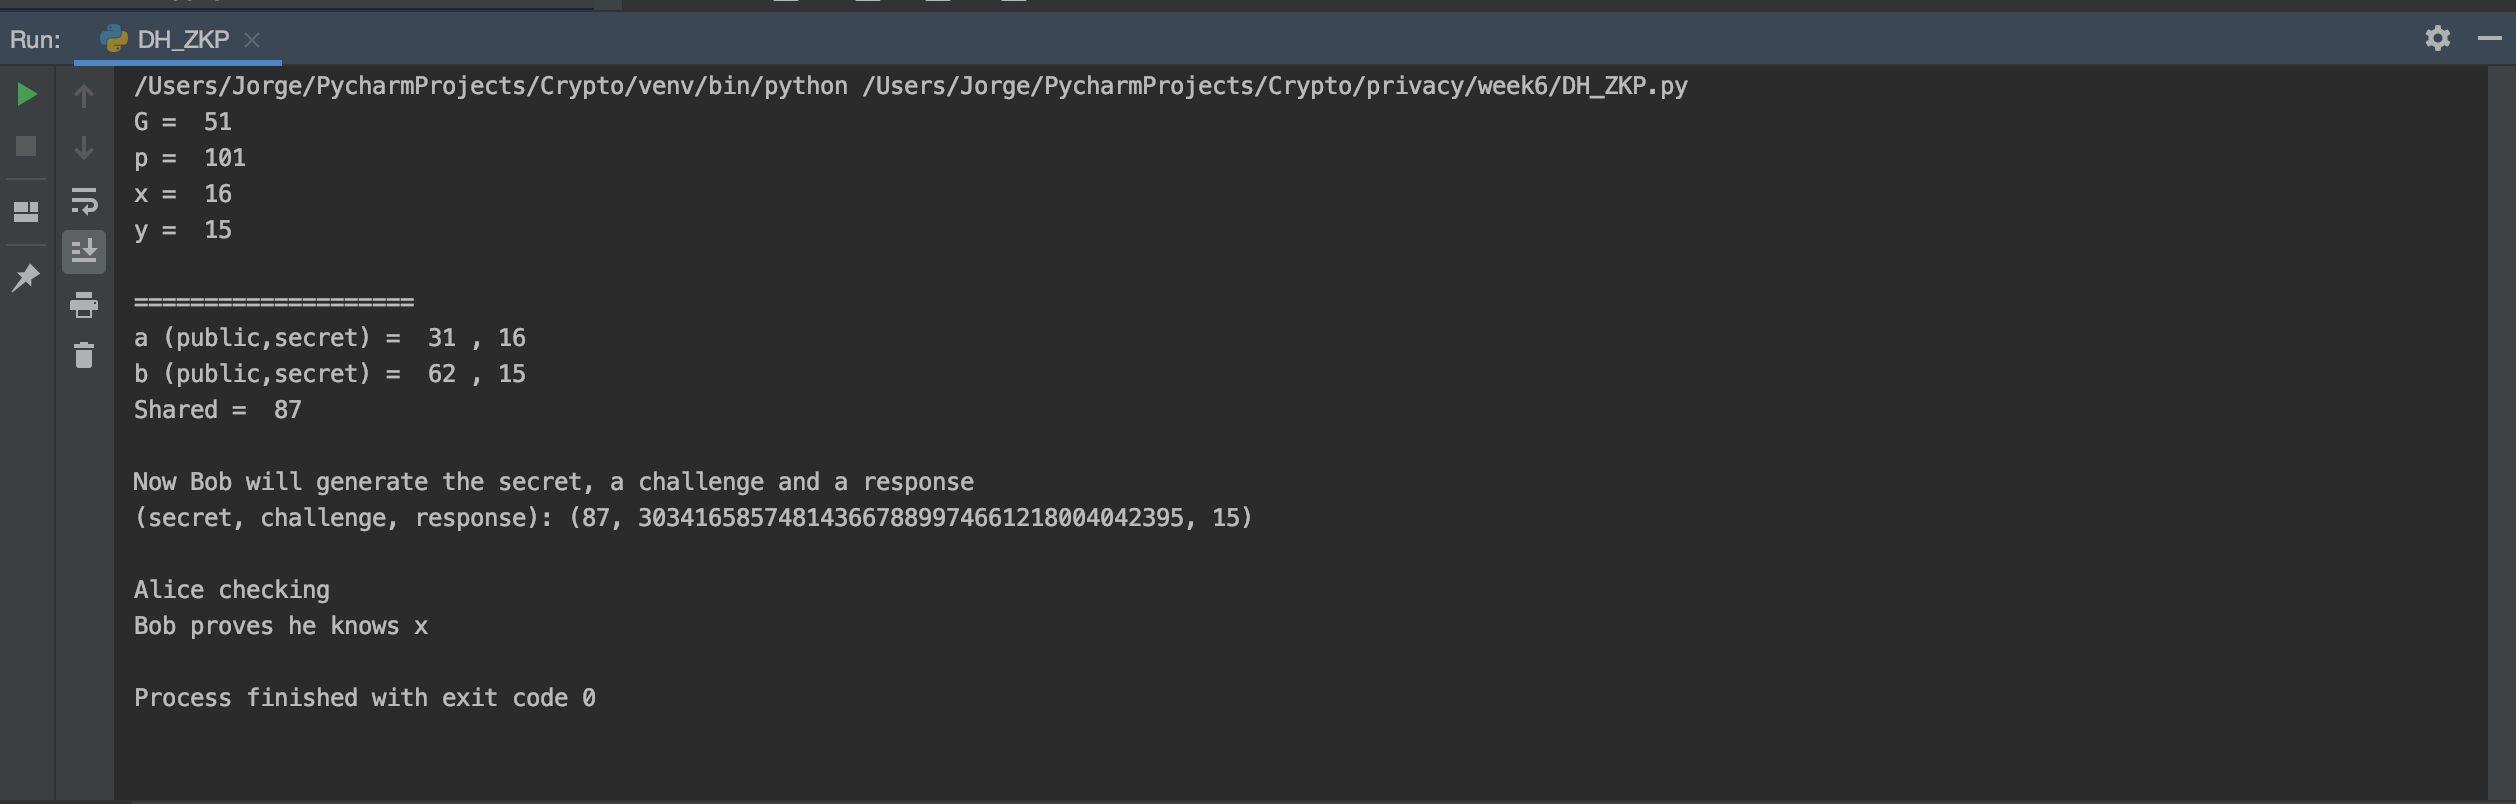 Run: DH_ZKP
/Users/Jorge/PycharmProjects/Crypto/venv/bin/python /Users/Jorge/PycharmProjects/Crypto/privacy/week6/DH_ZKP.py
G =  51
p =  101
x =  16
y =  15
====================
a (public,secret) =  31 , 16
b (public,secret) =  62 , 15
Shared =  87
Now Bob will generate the secret, a challenge and a response
(secret, challenge, response): (87, 303416585748143667889974661218004042395, 15)
Alice checking
Bob proves he knows x
Process finished with exit code 0